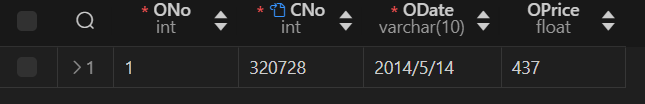 * ONo * CNo * ODate OPrice
int int varchar(10) float
1 1 320728 2014/5/14 437